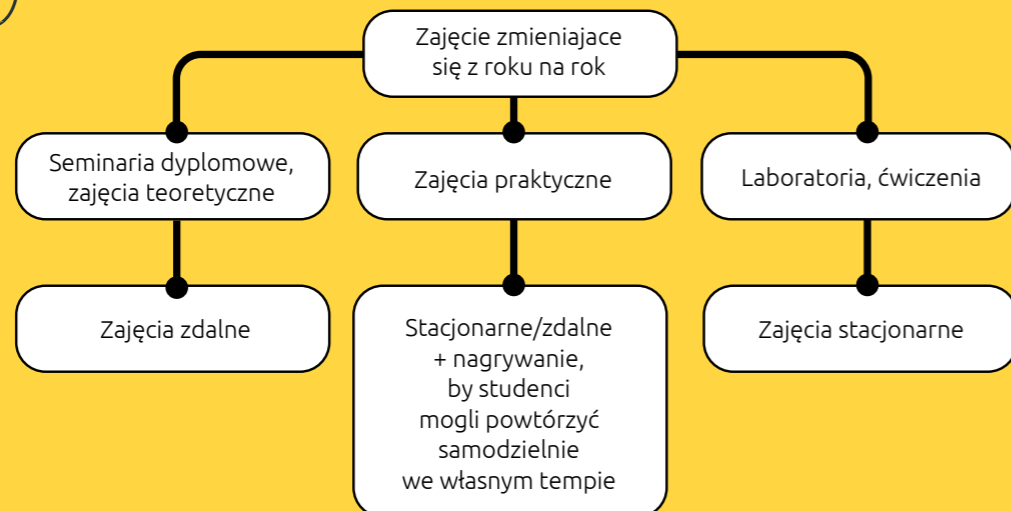 Zajęcie zmieniajace
się z roku na rok
Seminaria dyplomowe,
zajęcia teoretyczne
Zajęcia praktyczne
Laboratoria, ćwiczenia
Zajęcia zdalne
Stacjonarne/zdalne
+ nagrywanie,
by studenci
mogli powtórzyć
samodzielnie
we własnym tempie
Zajęcia stacjonarne